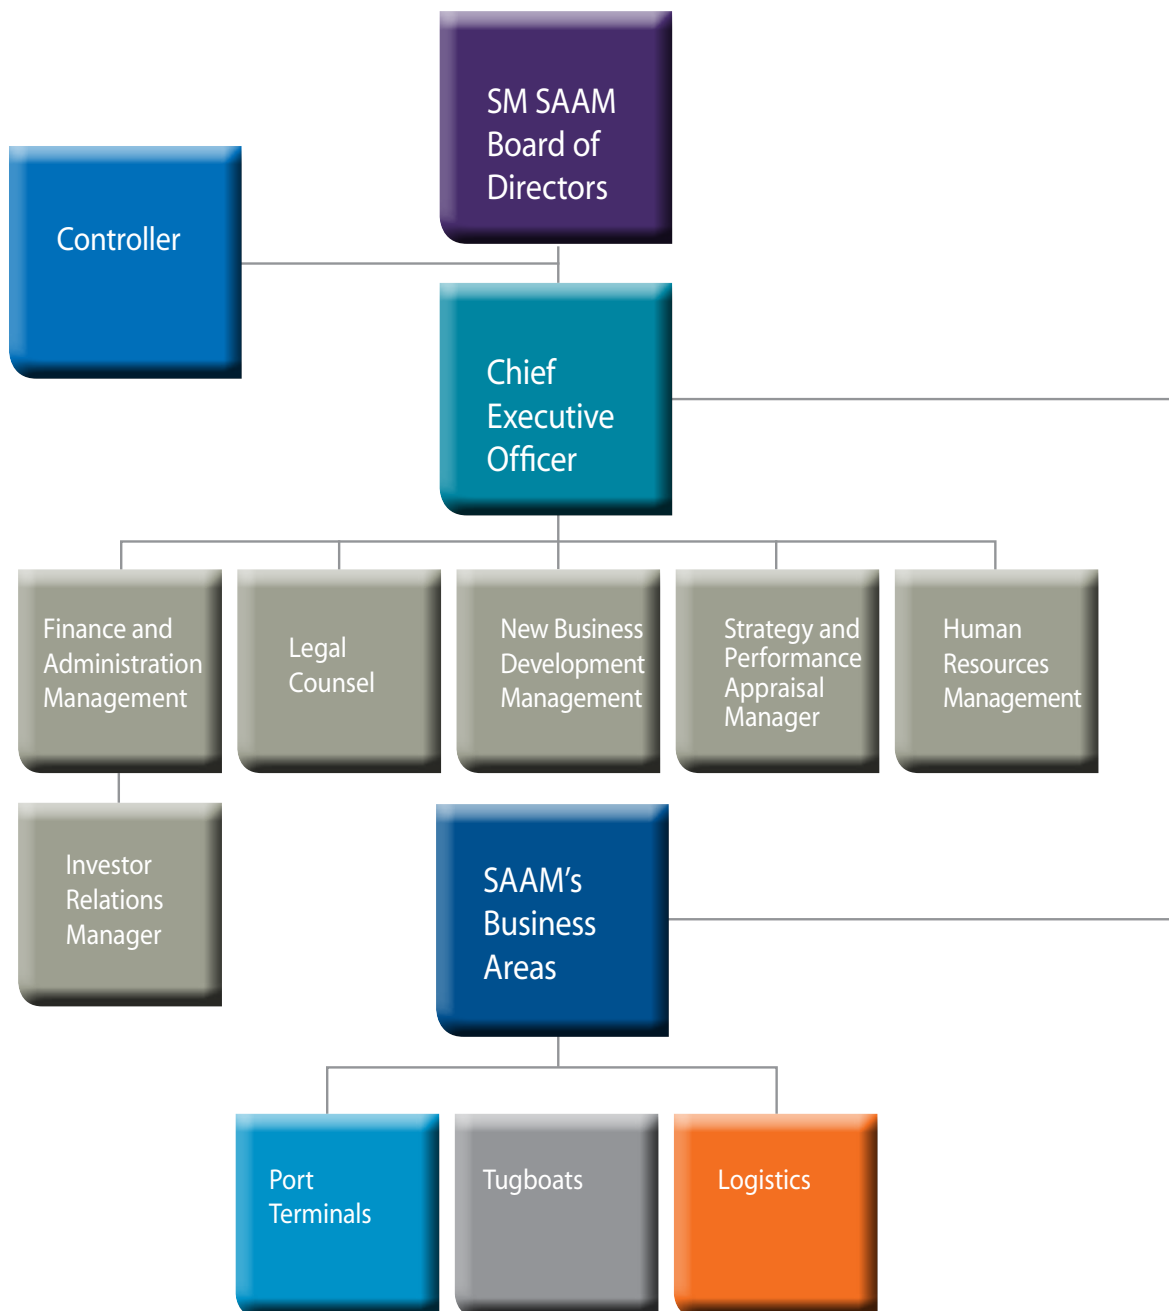 SM SAAM
Board of
Directors
Controller
Chief
Executive
Officer
Finance and
Administration
Management
Legal
Counsel
New Business
Development
Management
Strategy and
Performance
Appraisal
Manager
Human
Resources
Management
Investor
Relations
Manager
SAAM's
Business
Areas
Port
Terminals
Tugboats
Logistics